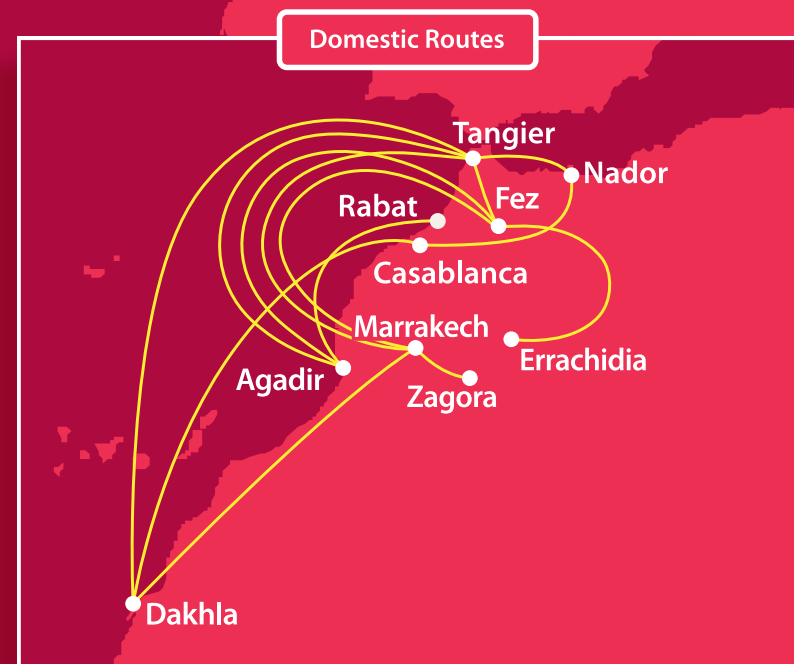 Domestic Routes
Tangier
Nador
Fez
Rabat
Casablanca
Marrakech
Errachidia
Agadir
Zagora
Dakhla